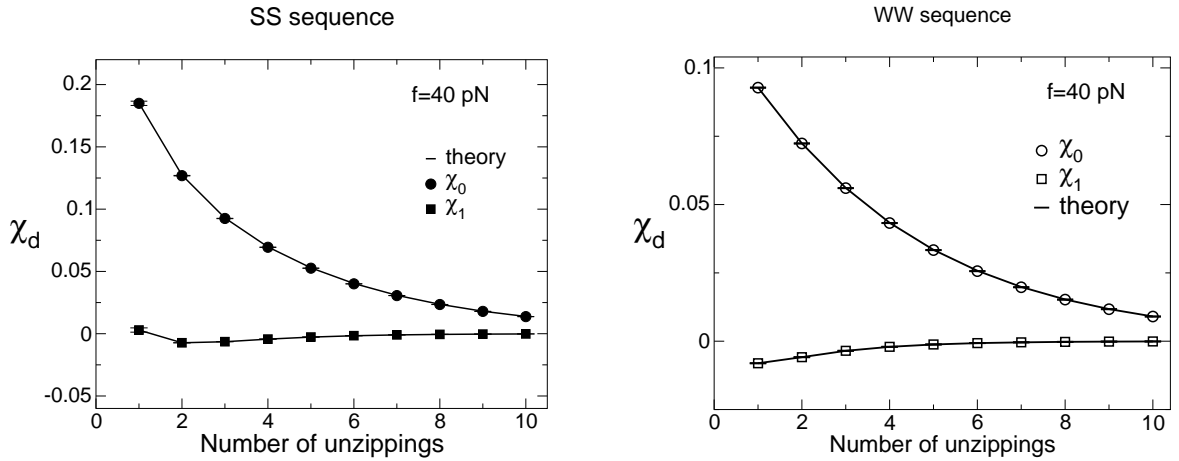 SS sequence
0.2
0.15
0.1
0.05
0
-0.05
χd
f=40 pN
theory
χ0
χ1
0 2 4 6 8 10
Number of unzippings
WW sequence
0.1
0.05
0
χd
f=40 pN
χ0
χ1
theory
0 2 4 6 8 10
Number of unzippings